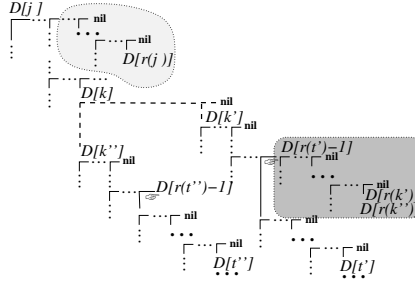 D[j]
nil
nil
D[r(j)]
D[k]
nil
D[k']
nil
D[k'']
D[r(t')−1]
nil
nil
D[r(t'')−1]
nil
D[r(k')]
D[r(k'')]
nil
nil
nil
nil
D[t'']
D[t']